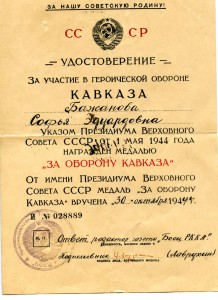 ЗА НАШУ СОВЕТСКУЮ РОДИНУ!
СС СР
УДОСТОВЕРЕНИЕ
ЗА УЧАСТИЕ В ГЕРОИЧЕСКОЙ ОБОРОНЕ
КАВКАЗА
Бажанова
Софья Эдуардовна
УКАЗОМ ПРЕЗИДИУМА ВЕРХОВНОГО
СОВЕТА СССР ОТ 1 МАЯ 1944 ГОДА
НАГРАЖДЕН МЕДАЛЬЮ
"ЗА ОБОРОНУ КАВКАЗА"
ОТ ИМЕНИ ПРЕЗИДИУМА ВЕРХОВНОГО
СОВЕТА СССР МЕДАЛЬ "ЗА ОБОРОНУ
КАВКАЗА" ВРУЧЕНА "30" октября 1944 г.
И № 028889
Ответ. редактор газеты "Боец РККА"
подполковник (Лаврухин)